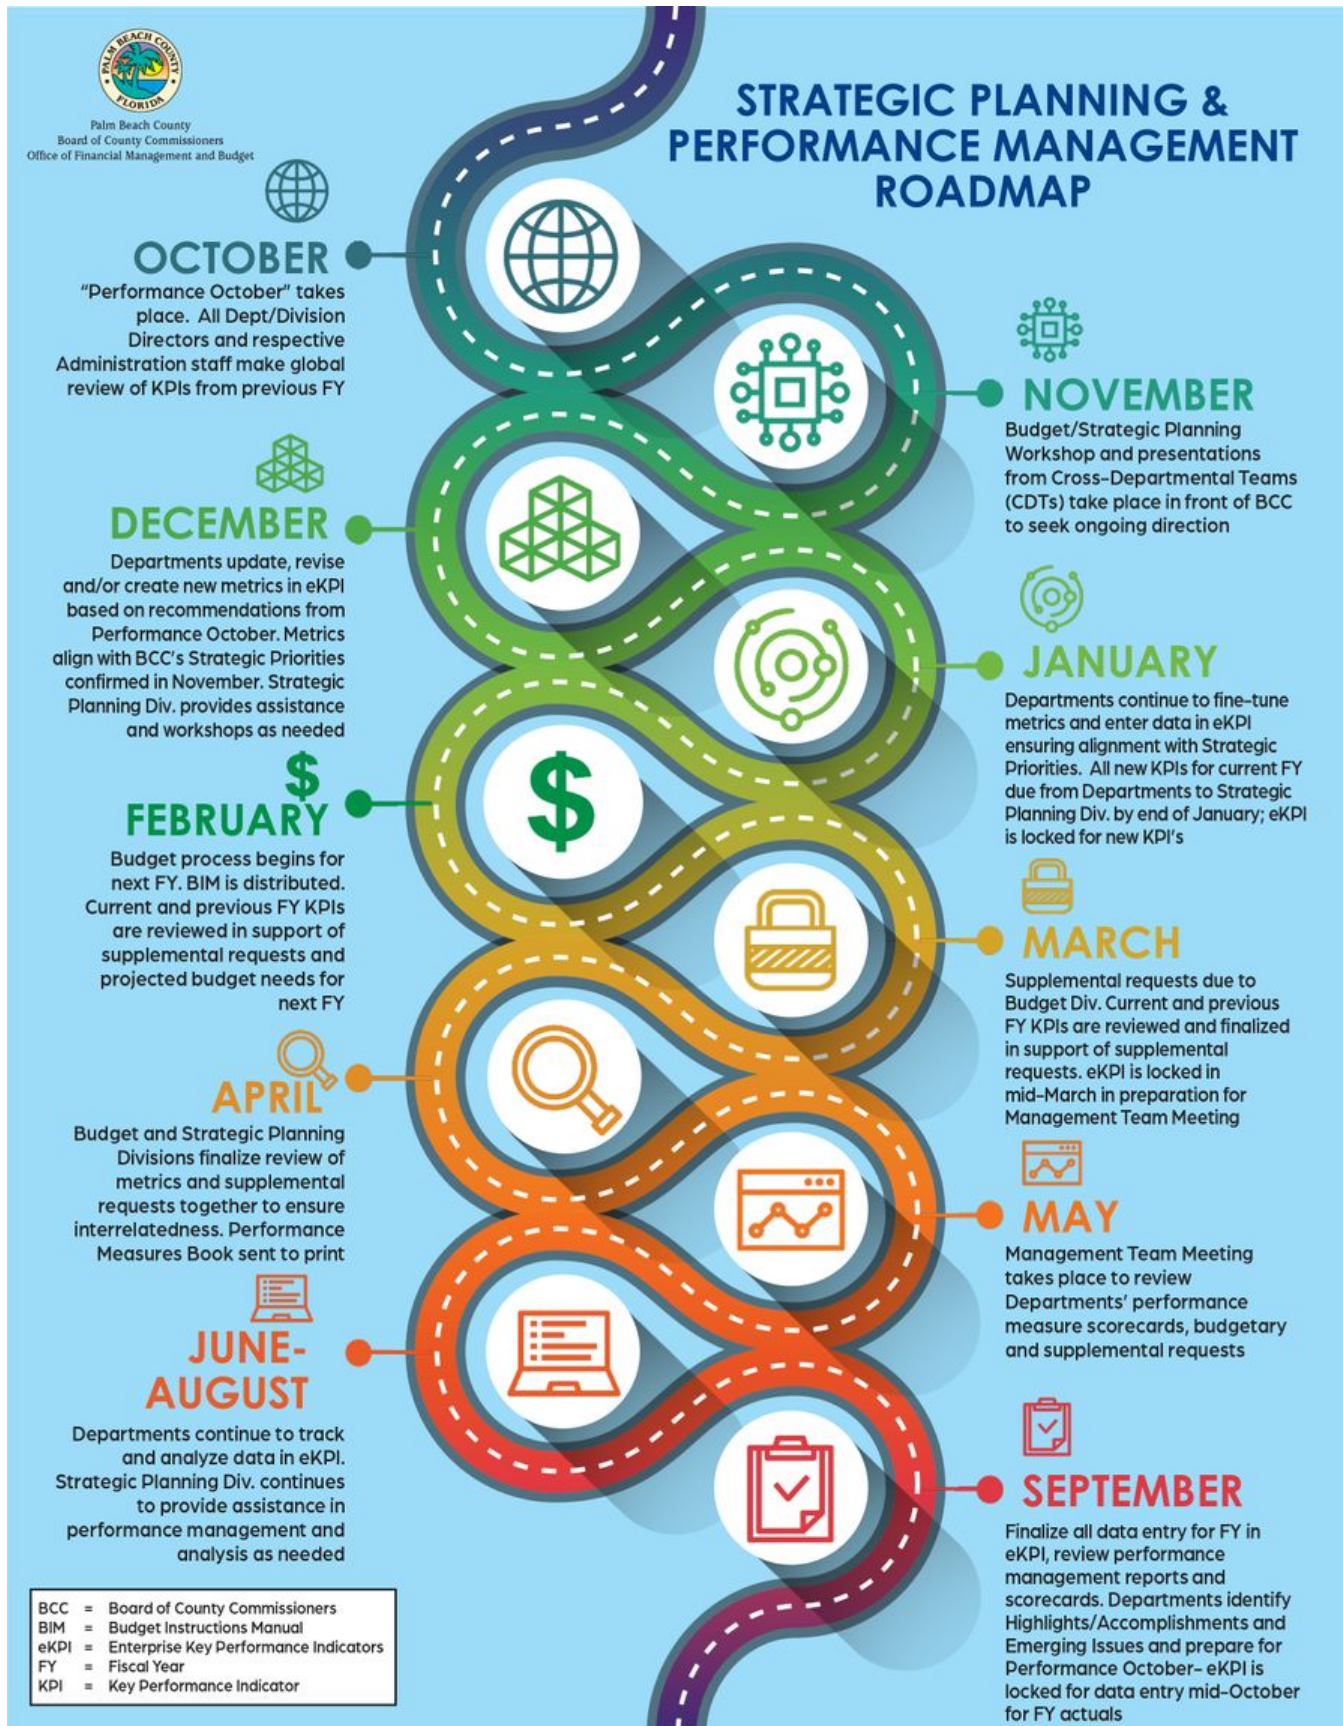 PALM BEACH COUNTY
FLORIDA
Palm Beach County
Board of County Commissioners
Office of Financial Management and Budget
STRATEGIC PLANNING &
PERFORMANCE MANAGEMENT
ROADMAP
OCTOBER
“Performance October” takes
place. All Dept/Division
Directors and respective
Administration staff make global
review of KPIs from previous FY
NOVEMBER
Budget/Strategic Planning
Workshop and presentations
from Cross-Departmental Teams
(CDTs) take place in front of BCC
to seek ongoing direction
DECEMBER
Departments update, revise
and/or create new metrics in eKPI
based on recommendations from
Performance October. Metrics
align with BCC's Strategic Priorities
confirmed in November. Strategic
Planning Div. provides assistance
and workshops as needed
JANUARY
Departments continue to fine-tune
metrics and enter data in eKPI
ensuring alignment with Strategic
Priorities. All new KPIs for current FY
due from Departments to Strategic
Planning Div. by end of January; eKPI
is locked for new KPI's
$
$
FEBRUARY
Budget process begins for
next FY. BIM is distributed.
Current and previous FY KPIs
are reviewed in support of
supplemental requests and
projected budget needs for
next FY
MARCH
Supplemental requests due to
Budget Div. Current and previous
FY KPIs are reviewed and finalized
in support of supplemental
requests. eKPI is locked in
mid-March in preparation for
Management Team Meeting
APRIL
Budget and Strategic Planning
Divisions finalize review of
metrics and supplemental
requests together to ensure
interrelatedness. Performance
Measures Book sent to print
MAY
Management Team Meeting
takes place to review
Departments' performance
measure scorecards, budgetary
and supplemental requests
JUNE-
AUGUST
Departments continue to track
and analyze data in eKPI.
Strategic Planning Div. continues
to provide assistance in
performance management and
analysis as needed
SEPTEMBER
Finalize all data entry for FY in
eKPI, review performance
management reports and
scorecards. Departments identify
Highlights/Accomplishments and
Emerging Issues and prepare for
Performance October- eKPI is
locked for data entry mid-October
for FY actuals
BCC = Board of County Commissioners
BIM = Budget Instructions Manual
eKPI = Enterprise Key Performance Indicators
FY = Fiscal Year
KPI = Key Performance Indicator